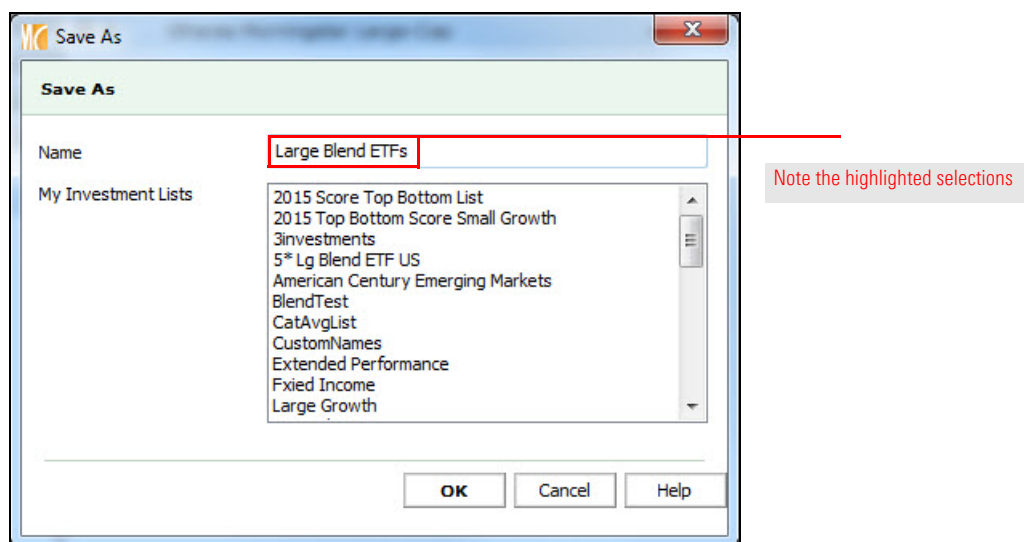 Save As
Save As
Name
Large Blend ETFs
Note the highlighted selections
My Investment Lists
2015 Score Top Bottom List
2015 Top Bottom Score Small Growth
3investments
5* Lg Blend ETF US
American Century Emerging Markets
BlendTest
CatAvgList
CustomNames
Extended Performance
Fxied Income
Large Growth
OK Cancel Help